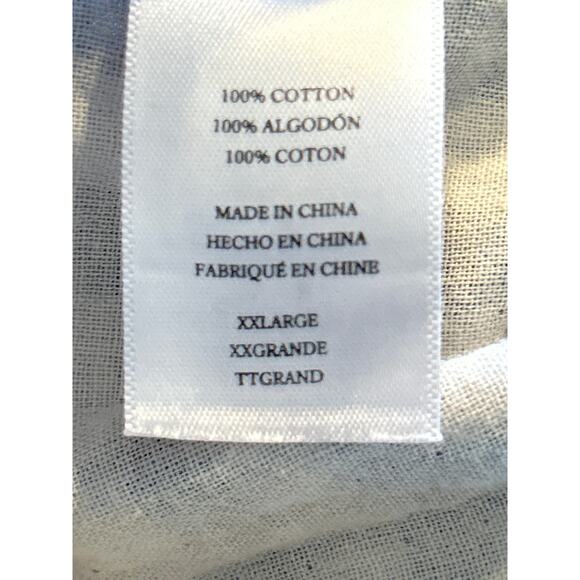 100% COTTON
100% ALGODÓN
100% COTON
MADE IN CHINA
HECHO EN CHINA
FABRIQUÉ EN CHINE
XXLARGE
XXGRANDE
TTGRAND